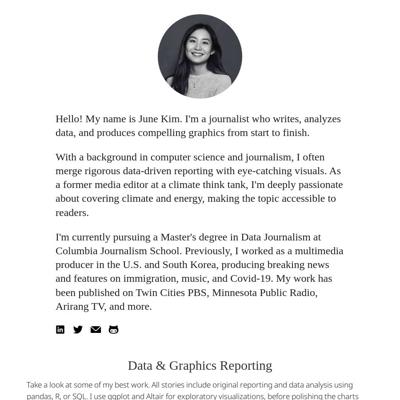 Hello! My name is June Kim. I'm a journalist who writes, analyzes
data, and produces compelling graphics from start to finish.
With a background in computer science and journalism, I often
merge rigorous data-driven reporting with eye-catching visuals. As
a former media editor at a climate think tank, I'm deeply passionate
about covering climate and energy, making the topic accessible to
readers.
I'm currently pursuing a Master's degree in Data Journalism at
Columbia Journalism School. Previously, I worked as a multimedia
producer in the U.S. and South Korea, producing breaking news
and features on immigration, music, and Covid-19. My work has
been published on Twin Cities PBS, Minnesota Public Radio,
Arirang TV, and more.
Data & Graphics Reporting
Take a look at some of my best work. All stories include original reporting and data analysis using
pandas, R, or SQL. I use ggplot and Altair for exploratory visualizations, before polishing the charts